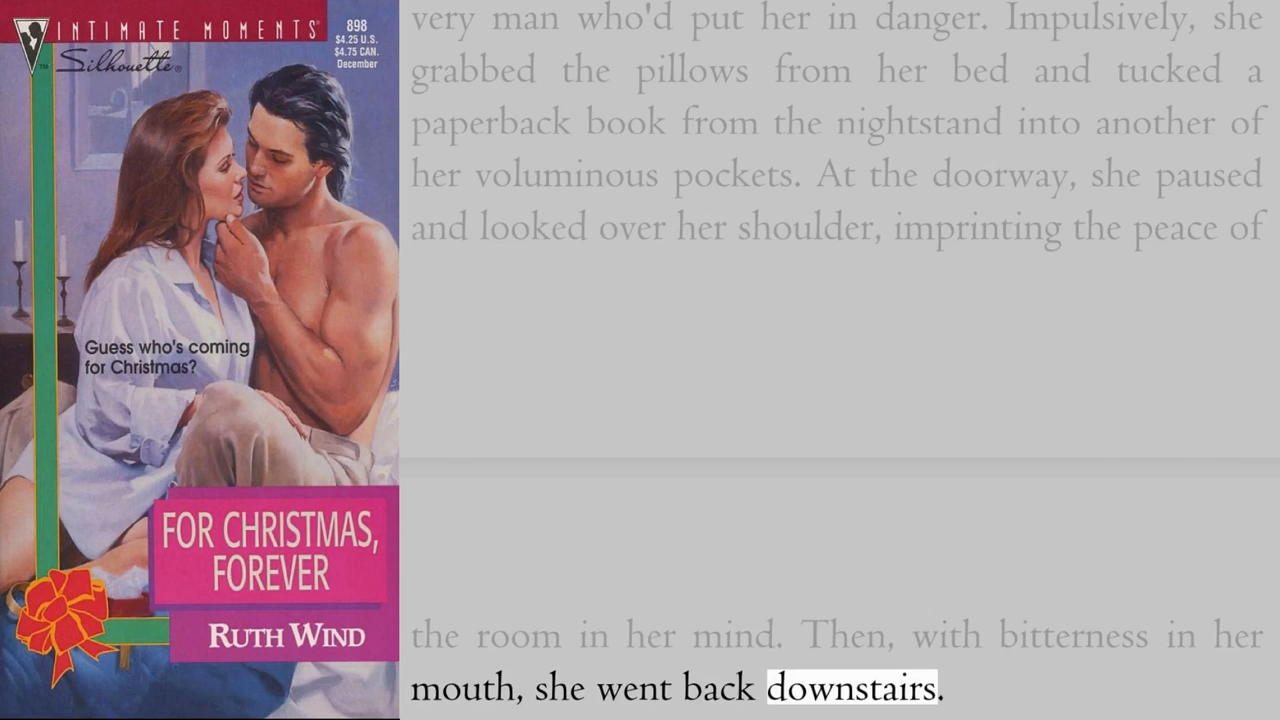 INTIMATE MOMENTS®
Silhouette®
TM
898
$4.25 U.S.
$4.75 CAN.
December
Guess who's coming
for Christmas?
FOR CHRISTMAS,
FOREVER
RUTH WIND
very man who'd put her in danger. Impulsively, she
grabbed the pillows from her bed and tucked a
paperback book from the nightstand into another of
her voluminous pockets. At the doorway, she paused
and looked over her shoulder, imprinting the peace of
the room in her mind. Then, with bitterness in her
mouth, she went back downstairs.